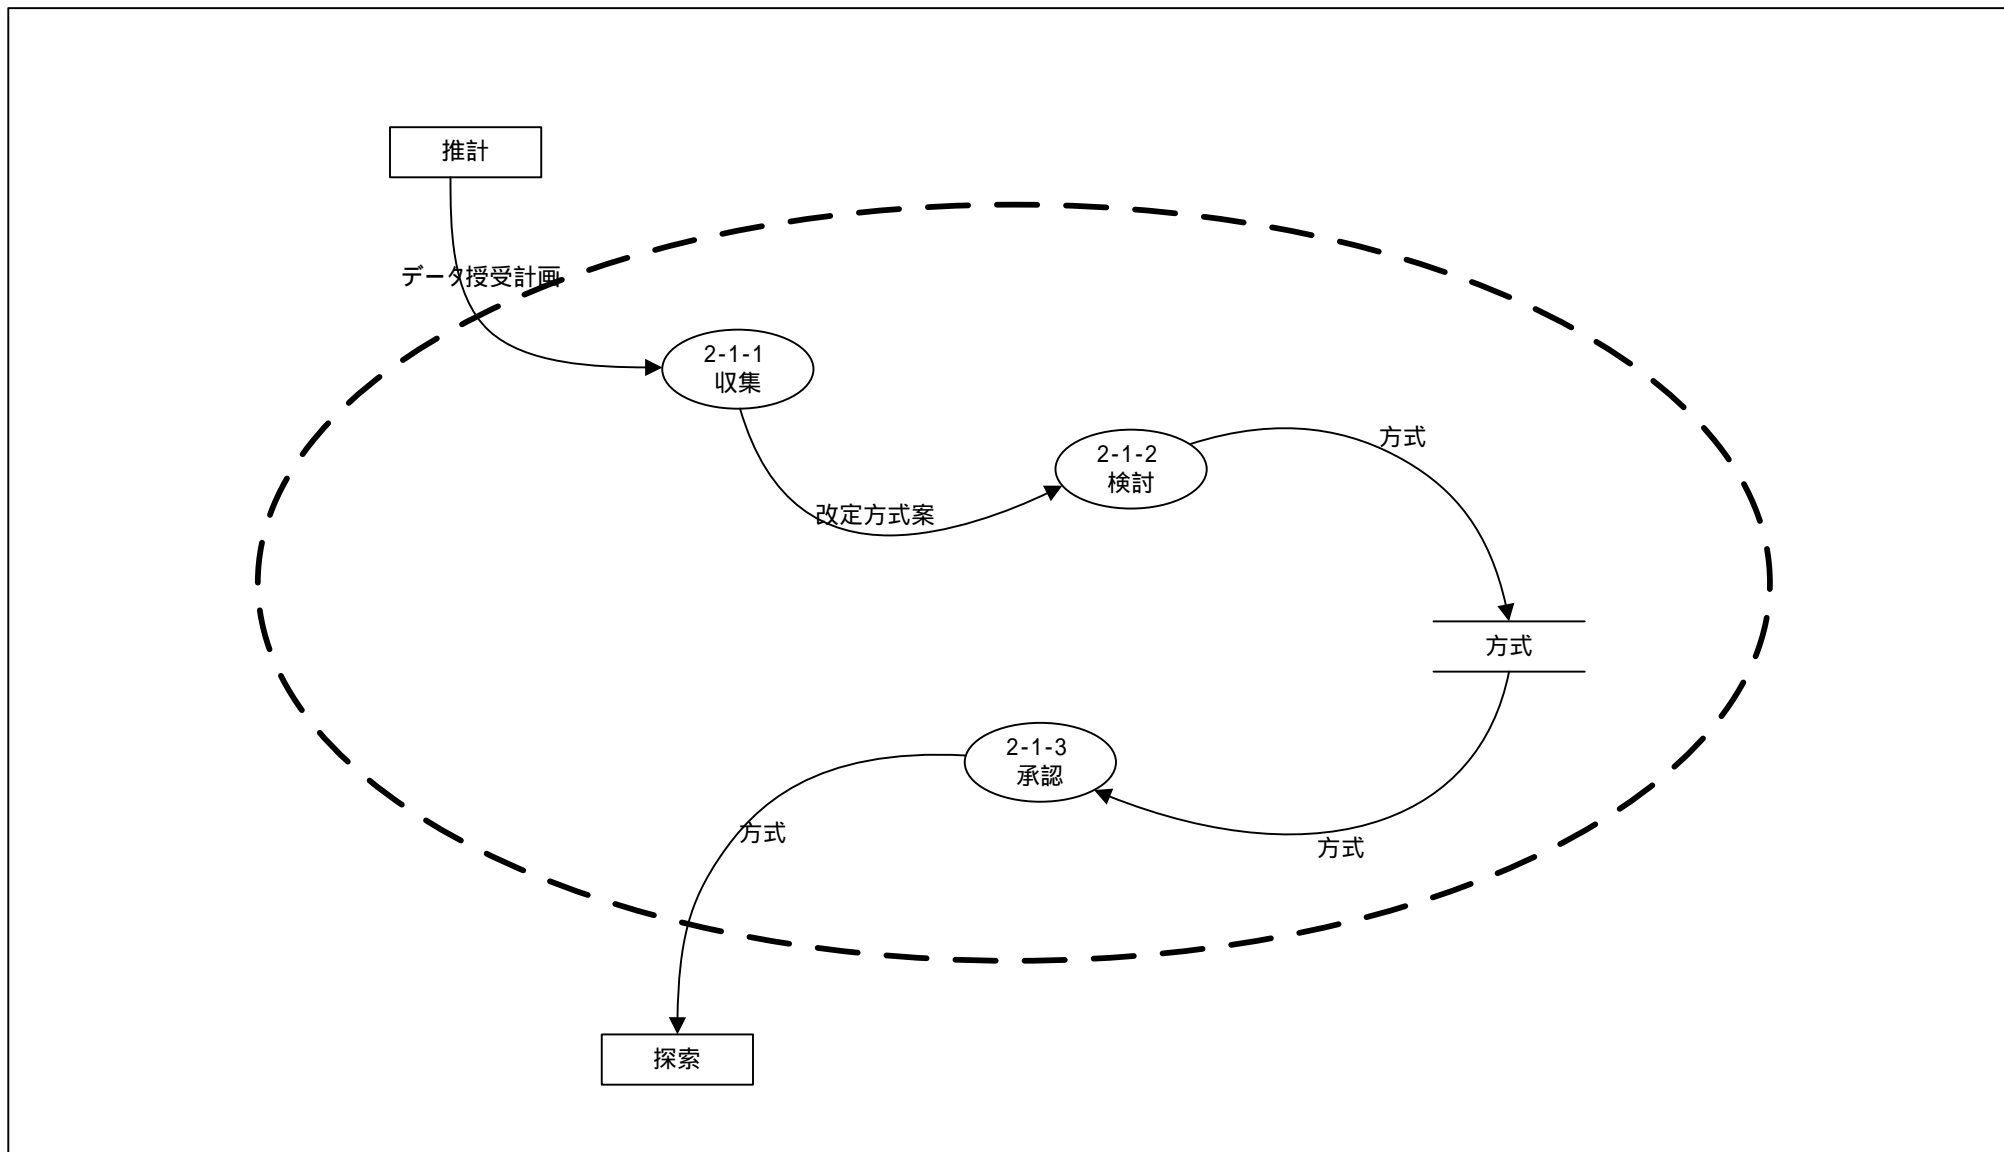 推計
データ授受計画
2-1-1
収集
2-1-2
検討
方式
改定方式案
方式
2-1-3
承認
方式
方式
探索